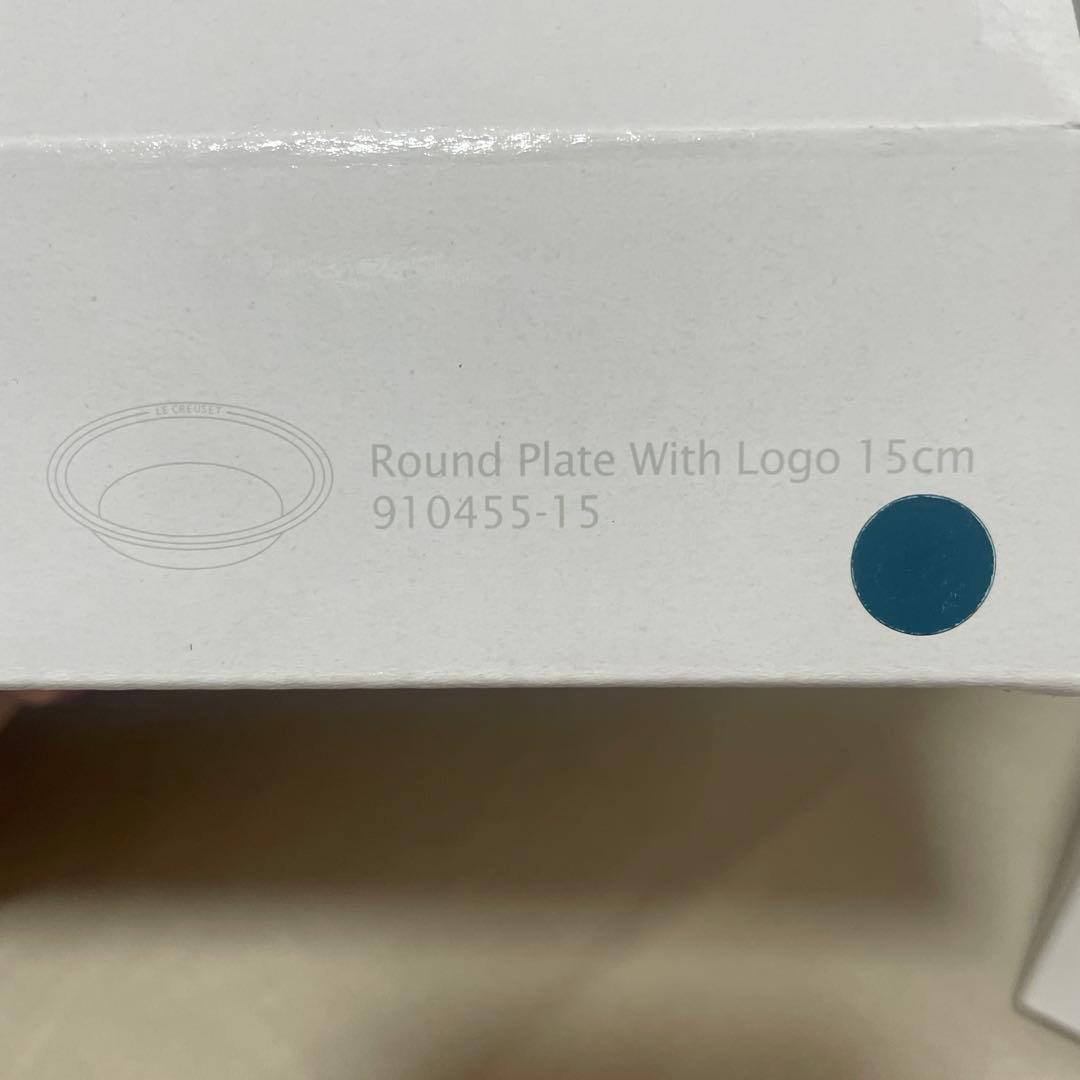 LE CREUSET
Round Plate With Logo 15cm
910455-15